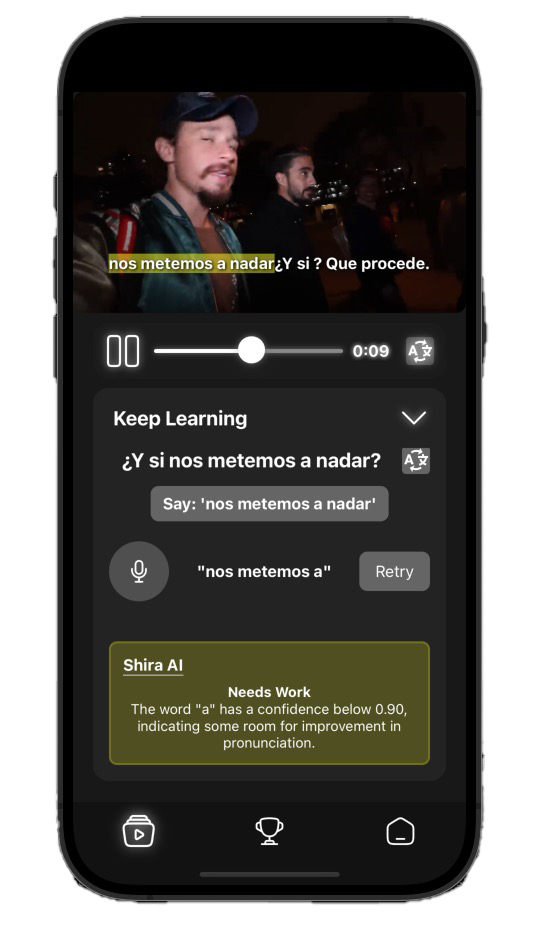 nos metemos a nadar¿Y si ? Que procede.
0:09
Keep Learning
¿Y si nos metemos a nadar?
Say: 'nos metemos a nadar'
"nos metemos a"
Retry
Shira AI
Needs Work
The word "a" has a confidence below 0.90,
indicating some room for improvement in
pronunciation.